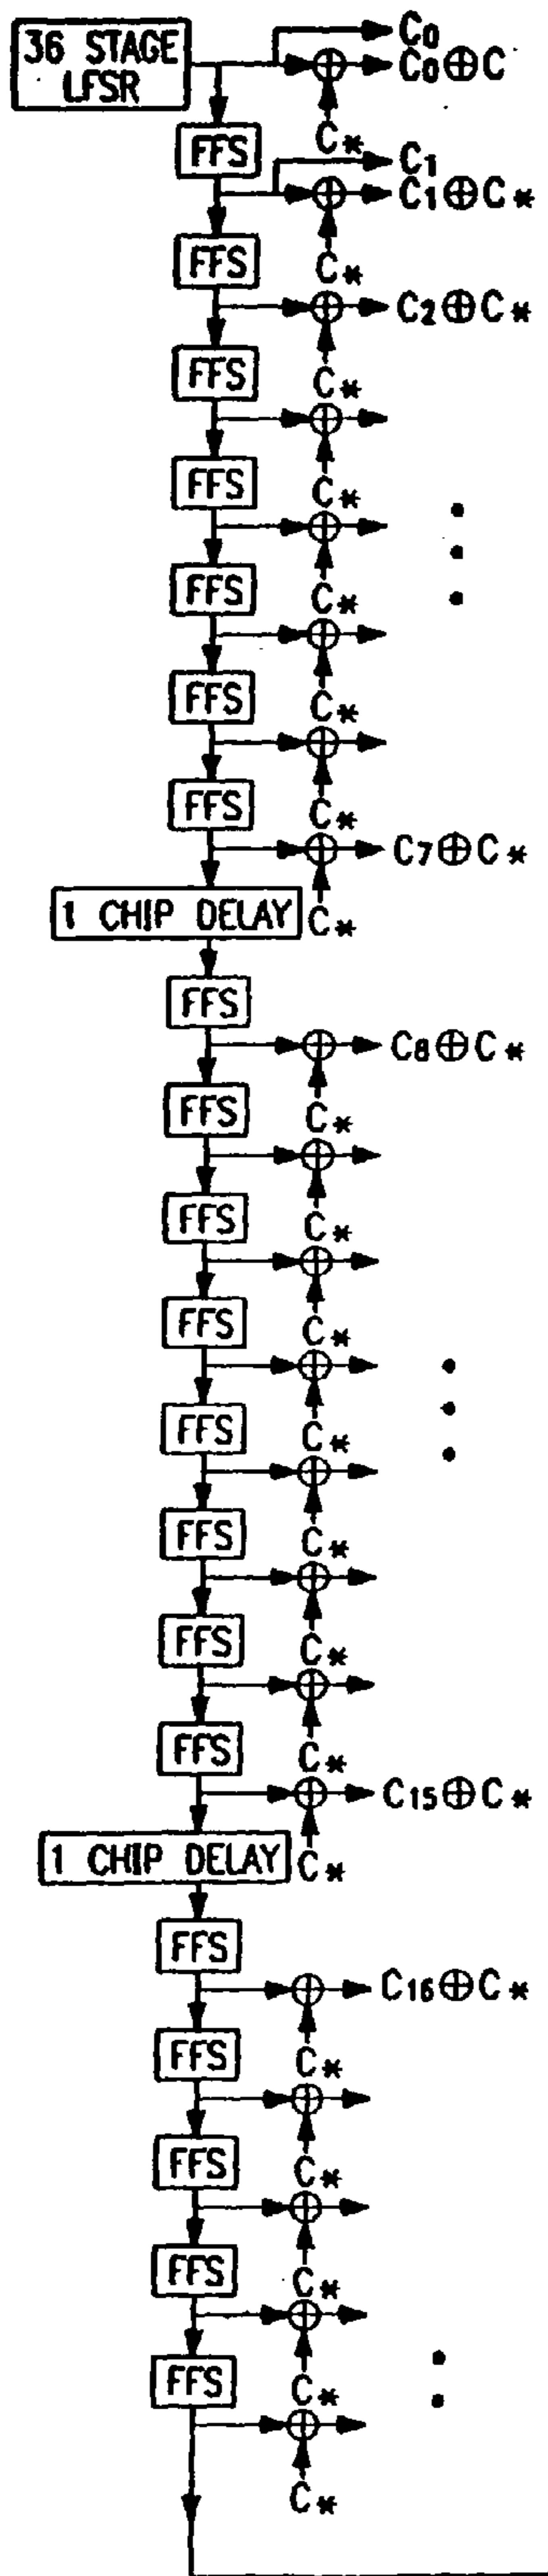 36 STAGE
LFSR
C₀
C₀⊕C
C*
FFS
C₁
C₁⊕C*
C*
FFS
C₂⊕C*
C*
FFS
C*
FFS
C*
FFS
C*
FFS
C*
FFS
C₇⊕C*
1 CHIP DELAY
C*
FFS
C₈⊕C*
FFS
C*
FFS
C*
FFS
C*
FFS
C*
FFS
C*
FFS
C*
FFS
C*
C₁₅⊕C*
1 CHIP DELAY
C*
FFS
C₁₆⊕C*
FFS
C*
FFS
C*
FFS
C*
FFS
C*
C*